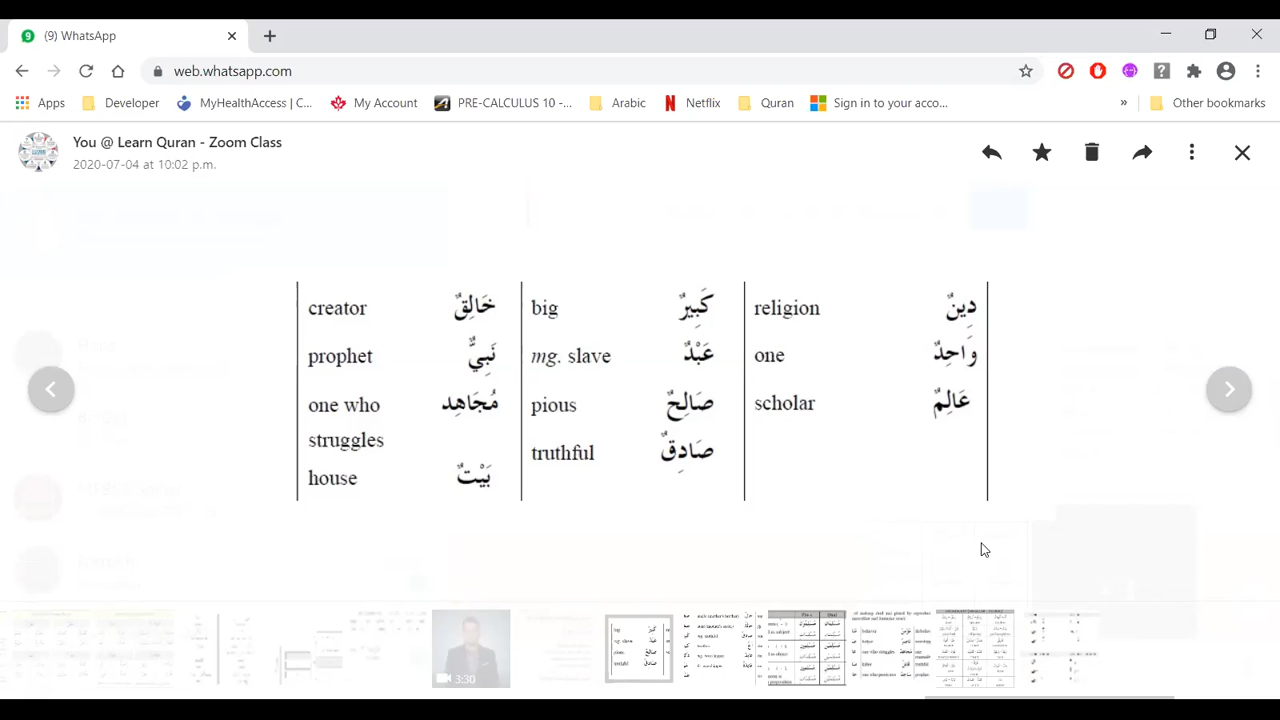 (9) WhatsApp
web.whatsapp.com
Apps Developer MyHealthAccess | C... My Account PRE-CALCULUS 10 -... Arabic Netflix Quran Sign in to your acco... » Other bookmarks
You @ Learn Quran - Zoom Class
2020-07-04 at 10:02 p.m.
creator خَالِقٌ big كَبِيرٌ religion دِينٌ
prophet نَبِيٌّ mg. slave عَبْدٌ one وَاحِدٌ
one who مُجَاهِد pious صَالِحٌ scholar عَالِمٌ
struggles truthful صَادِقٌ
house بَيْتٌ
3:30